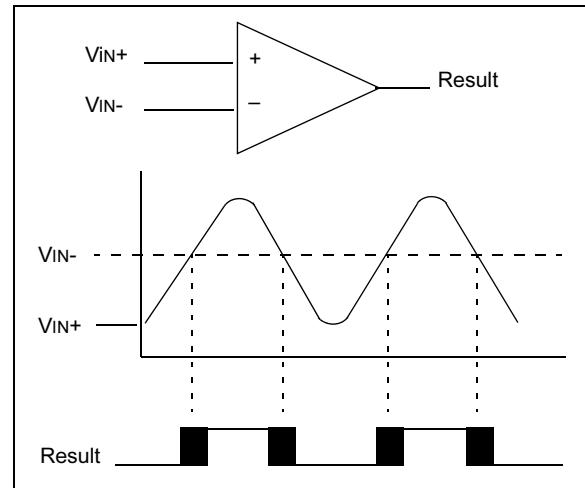 VIN+
+
Result
VIN-
–
VIN-
VIN+
Result